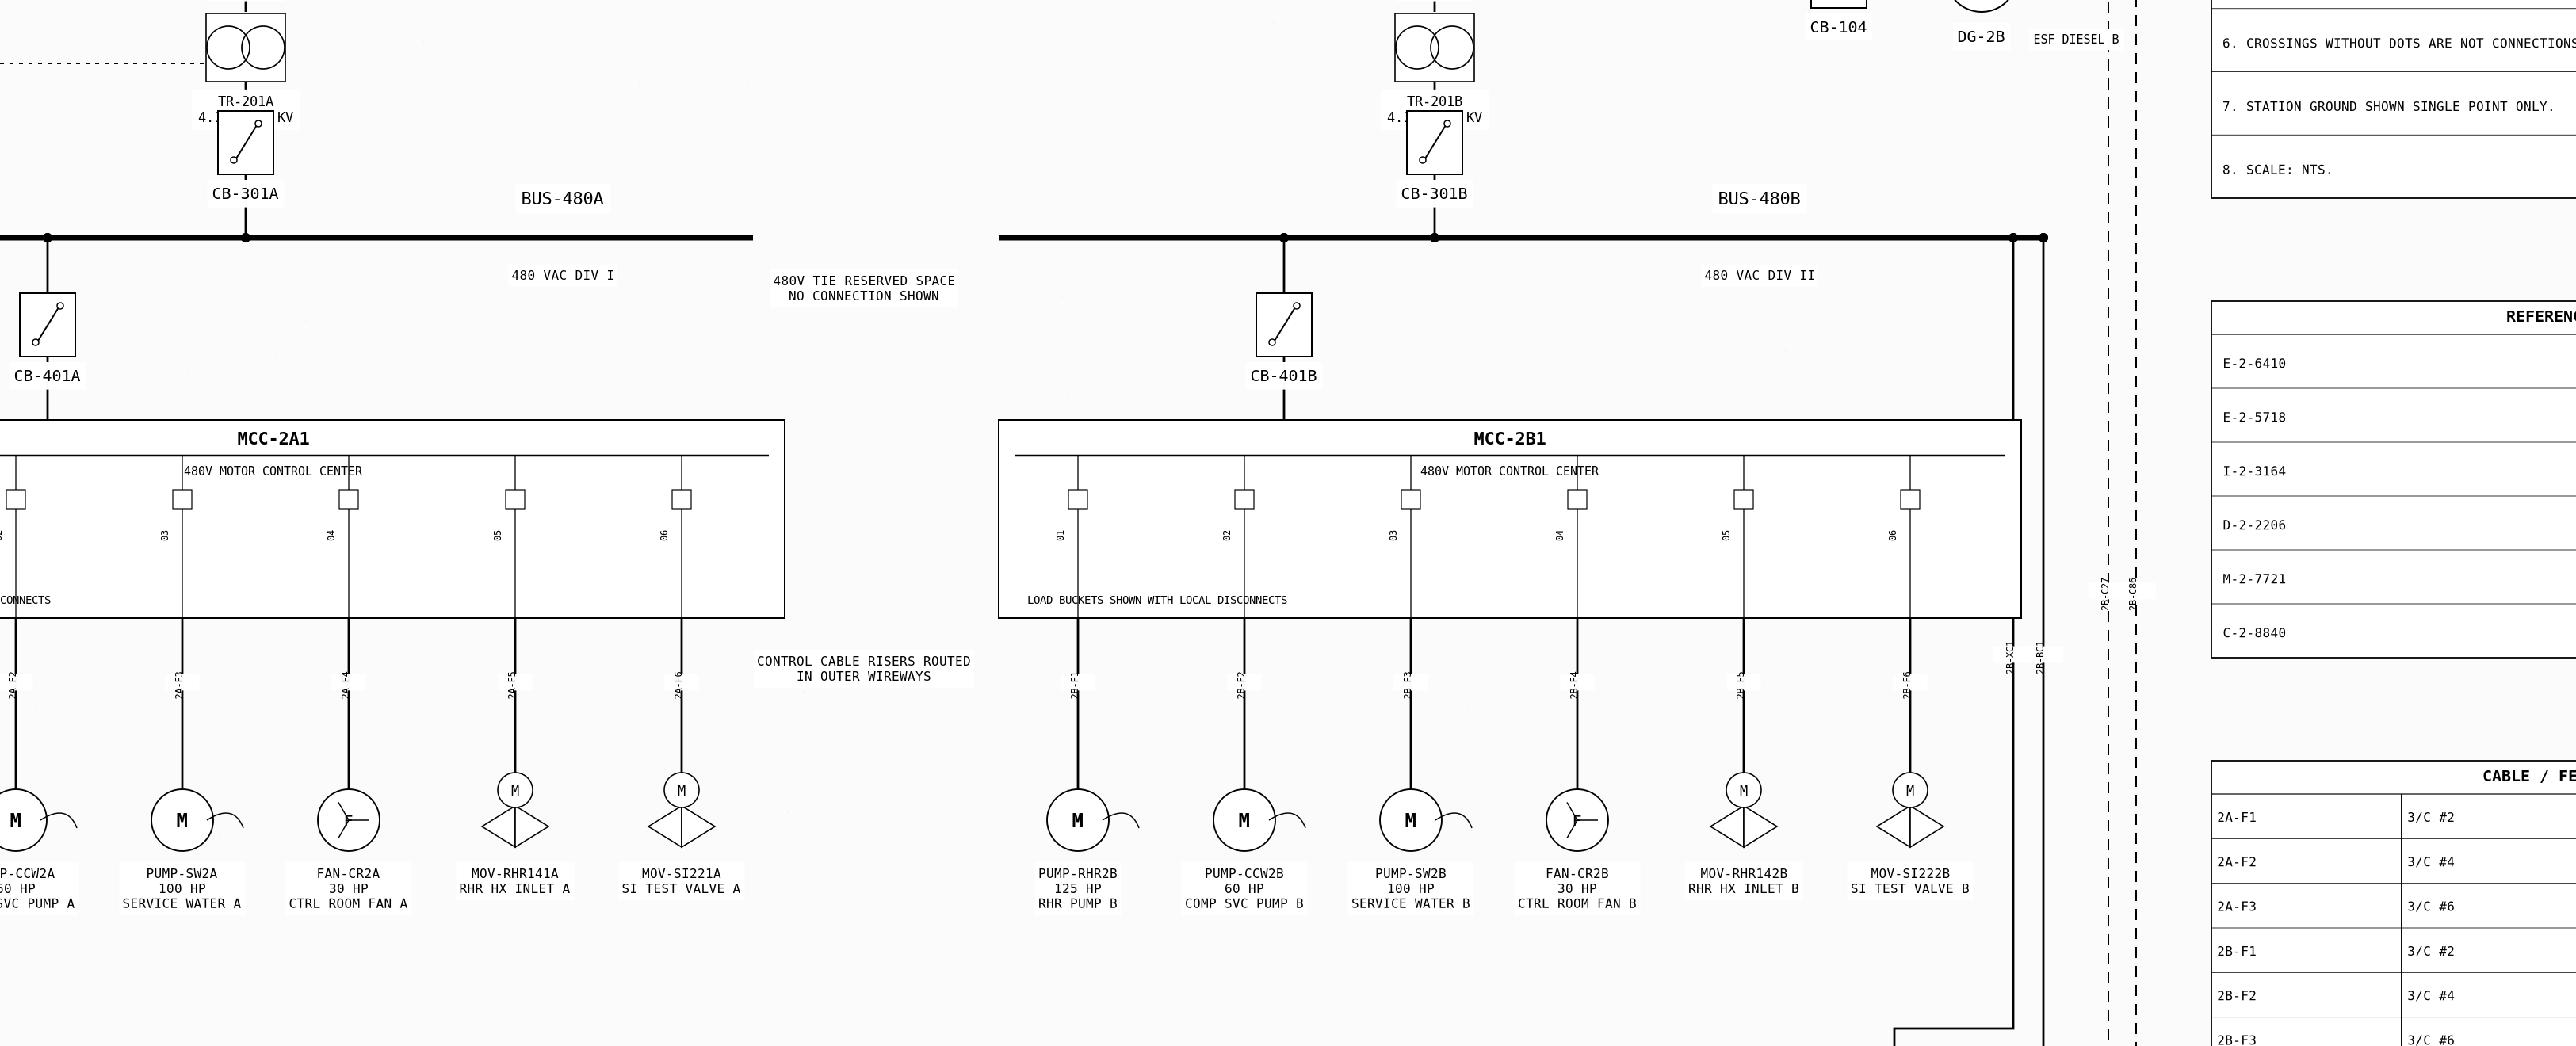 CB-104
DG-2B
ESF DIESEL B
TR-201A
KV
CB-301A
BUS-480A
480 VAC DIV I
TR-201B
KV
CB-301B
BUS-480B
480 VAC DIV II
480V TIE RESERVED SPACE
NO CONNECTION SHOWN
CB-401A
CB-401B
MCC-2A1
480V MOTOR CONTROL CENTER
03
04
05
06
CONNECTS
MCC-2B1
480V MOTOR CONTROL CENTER
01
02
03
04
05
06
LOAD BUCKETS SHOWN WITH LOCAL DISCONNECTS
2A-F2
2A-F3
2A-F4
2A-F5
2A-F6
CONTROL CABLE RISERS ROUTED
IN OUTER WIREWAYS
2B-F1
2B-F2
2B-F3
2B-F4
2B-F5
2B-F6
2B-XC1
2B-BC1
2B-C27
2B-C86
M
M
F
M
M
M
M
M
F
M
M
P-CCW2A
60 HP
SVC PUMP A
PUMP-SW2A
100 HP
SERVICE WATER A
FAN-CR2A
30 HP
CTRL ROOM FAN A
MOV-RHR141A
RHR HX INLET A
MOV-SI221A
SI TEST VALVE A
PUMP-RHR2B
125 HP
RHR PUMP B
PUMP-CCW2B
60 HP
COMP SVC PUMP B
PUMP-SW2B
100 HP
SERVICE WATER B
FAN-CR2B
30 HP
CTRL ROOM FAN B
MOV-RHR142B
RHR HX INLET B
MOV-SI222B
SI TEST VALVE B
6. CROSSINGS WITHOUT DOTS ARE NOT CONNECTIONS
7. STATION GROUND SHOWN SINGLE POINT ONLY.
8. SCALE: NTS.
REFEREN
E-2-6410
E-2-5718
I-2-3164
D-2-2206
M-2-7721
C-2-8840
CABLE / FE
2A-F1 3/C #2
2A-F2 3/C #4
2A-F3 3/C #6
2B-F1 3/C #2
2B-F2 3/C #4
2B-F3 3/C #6